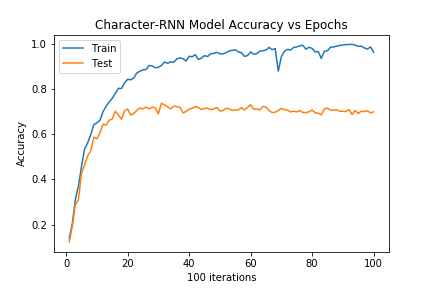 Character-RNN Model Accuracy vs Epochs
Train
Test
Accuracy
1.0
0.8
0.6
0.4
0.2
0 20 40 60 80 100
100 iterations